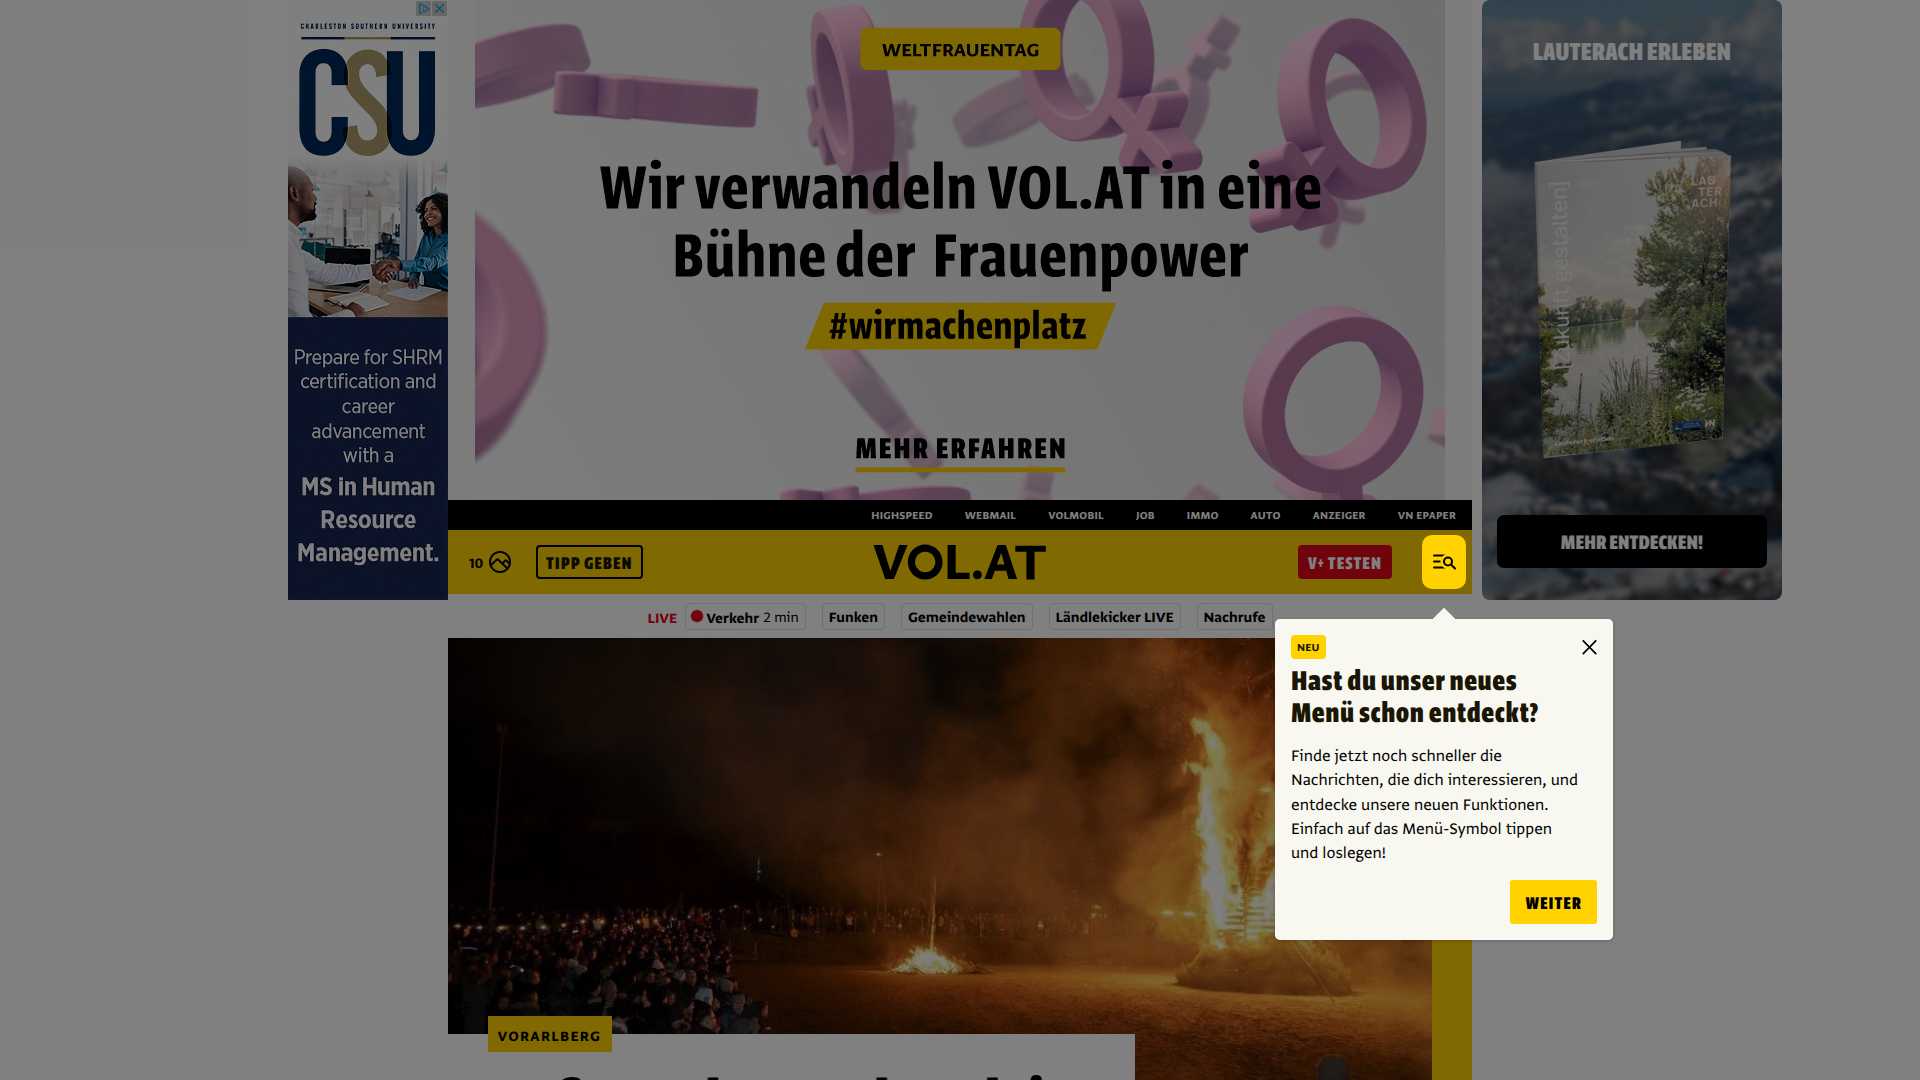 CHARLESTON SOUTHERN UNIVERSITY
CSU
Prepare for SHRM
certification and
career
advancement
with a
MS in Human
Resource
Management.
WELTFRAUENTAG
Wir verwandeln VOL.AT in eine
Bühne der Frauenpower
#wirmachenplatz
MEHR ERFAHREN
LAUTERACH ERLEBEN
LAU
TER
ACH
MEHR ENTDECKEN!
HIGHSPEED WEBMAIL VOLMOBIL JOB IMMO AUTO ANZEIGER VN EPAPER
10 TIPP GEBEN VOL.AT V+ TESTEN
LIVE Verkehr 2 min Funken Gemeindewahlen Ländlekicker LIVE Nachrufe
NEU
Hast du unser neues
Menü schon entdeckt?
Finde jetzt noch schneller die
Nachrichten, die dich interessieren, und
entdecke unsere neuen Funktionen.
Einfach auf das Menü-Symbol tippen
und loslegen!
WEITER
VORARLBERG